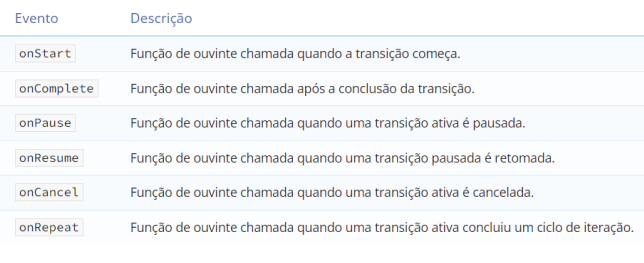 Evento Descrição
onStart Função de ouvinte chamada quando a transição começa.
onComplete Função de ouvinte chamada após a conclusão da transição.
onPause Função de ouvinte chamada quando uma transição ativa é pausada.
onResume Função de ouvinte chamada quando uma transição pausada é retomada.
onCancel Função de ouvinte chamada quando uma transição ativa é cancelada.
onRepeat Função de ouvinte chamada quando uma transição ativa concluiu um ciclo de iteração.